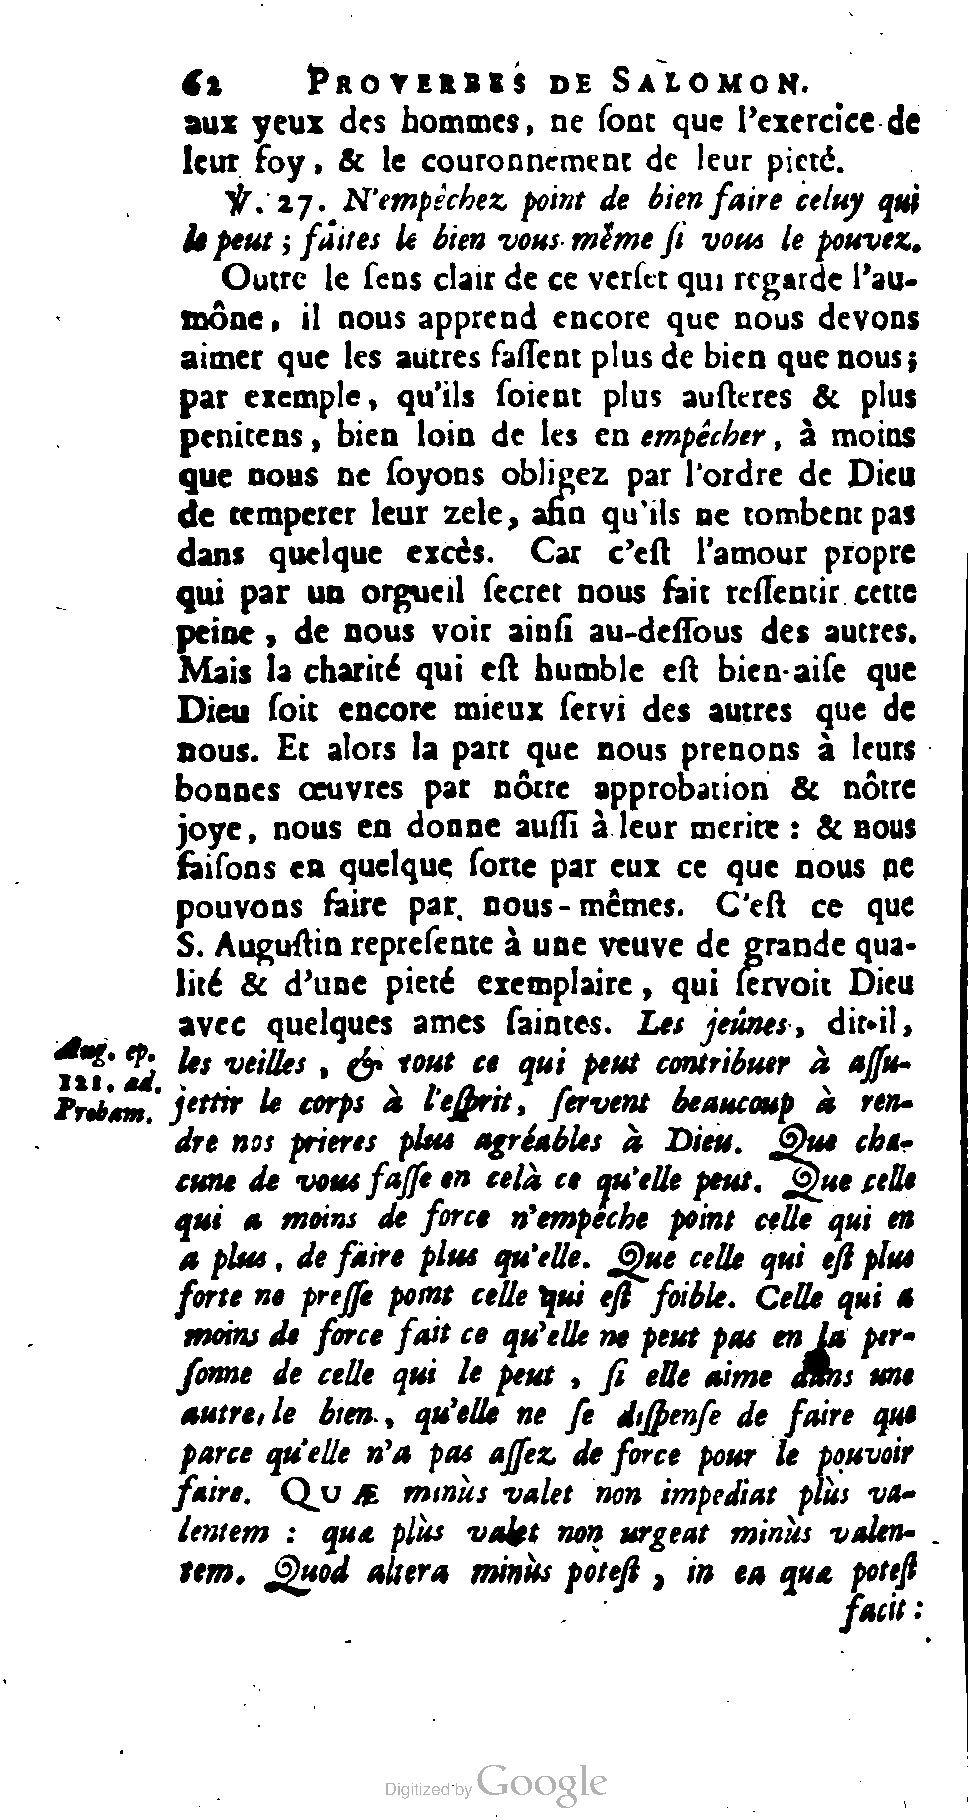 62 PROVERBES DE SALOMON.
aux yeux des hommes, ne ſont que l'exercice de
leur foy, & le couronnement de leur pieté.
℣. 27. N'empêchez point de bien faire celuy qui
le peut ; faites le bien vous-même ſi vous le pouvez.
Outre le ſens clair de ce verſet qui regarde l'au-
mône, il nous apprend encore que nous devons
aimer que les autres faſſent plus de bien que nous ;
par exemple, qu'ils ſoient plus auſteres & plus
penitens, bien loin de les en empêcher, à moins
que nous ne ſoyons obligez par l'ordre de Dieu
de temperer leur zele, afin qu'ils ne tombent pas
dans quelque excès. Car c'eſt l'amour propre
qui par un orgueil ſecret nous fait reſſentir cette
peine, de nous voir ainſi au-deſſous des autres.
Mais la charité qui eſt humble eſt bien-aiſe que
Dieu ſoit encore mieux ſervi des autres que de
nous. Et alors la part que nous prenons à leurs
bonnes œuvres par nôtre approbation & nôtre
joye, nous en donne auſſi à leur merite : & nous
faiſons en quelque ſorte par eux ce que nous ne
pouvons faire par nous-mêmes. C'eſt ce que
S. Auguſtin repreſente à une veuve de grande qua-
lité & d'une pieté exemplaire, qui ſervoit Dieu
avec quelques ames ſaintes. Les jeûnes, dit-il,
Aug. ep.
121. ad.
Probam.
les veilles, & tout ce qui peut contribuer à aſſu-
jettir le corps à l'eſprit, ſervent beaucoup à ren-
dre nos prieres plus agréables à Dieu. Que cha-
cune de vous faſſe en celà ce qu'elle peut. Que celle
qui a moins de force n'empêche point celle qui en
a plus, de faire plus qu'elle. Que celle qui eſt plus
forte ne preſſe point celle qui eſt foible. Celle qui a
moins de force fait ce qu'elle ne peut pas en la per-
ſonne de celle qui le peut, ſi elle aime dans une
autre, le bien, qu'elle ne ſe diſpenſe de faire que
parce qu'elle n'a pas aſſez de force pour le pouvoir
faire. QUÆ minùs valet non impediat plùs va-
lentem : quæ plùs valet non urgeat minùs valen-
tem. Quod altera minùs poteſt, in ea quæ poteſt
facit :
Digitized by Google